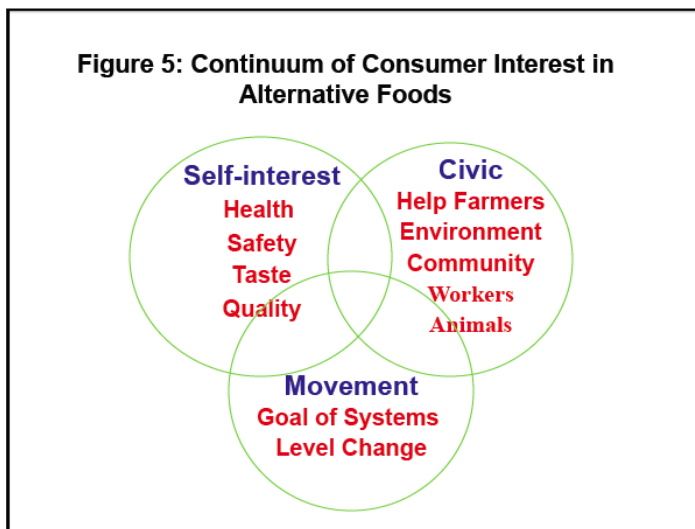 Figure 5: Continuum of Consumer Interest in
Alternative Foods
Self-interest
Health
Safety
Taste
Quality
Civic
Help Farmers
Environment
Community
Workers
Animals
Movement
Goal of Systems
Level Change